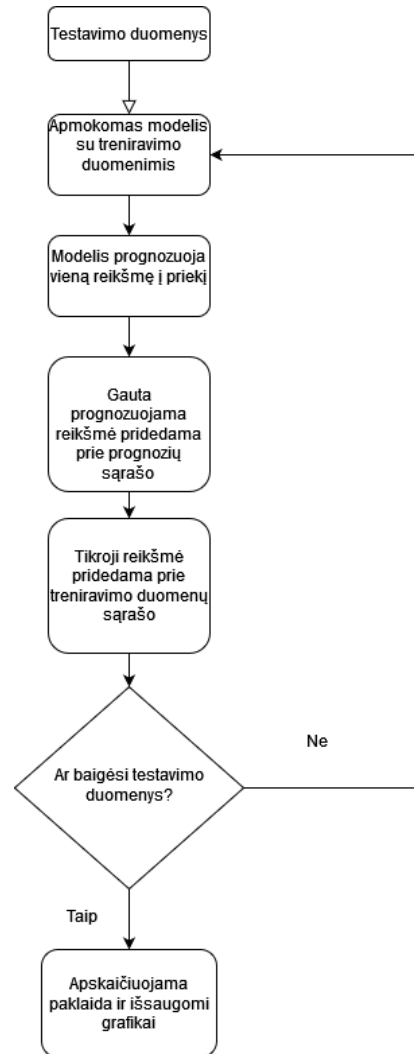 Testavimo duomenys
Apmokomas modelis
su treniravimo
duomenimis
Modelis prognozuoja
vieną reikšmę į priekį
Gauta
prognozuojama
reikšmė pridedama
prie prognozių
sąrašo
Tikroji reikšmė
pridedama prie
treniravimo duomenų
sąrašo
Ar baigėsi testavimo
duomenys?
Ne
Taip
Apskaičiuojama
paklaida ir išsaugomi
grafikai